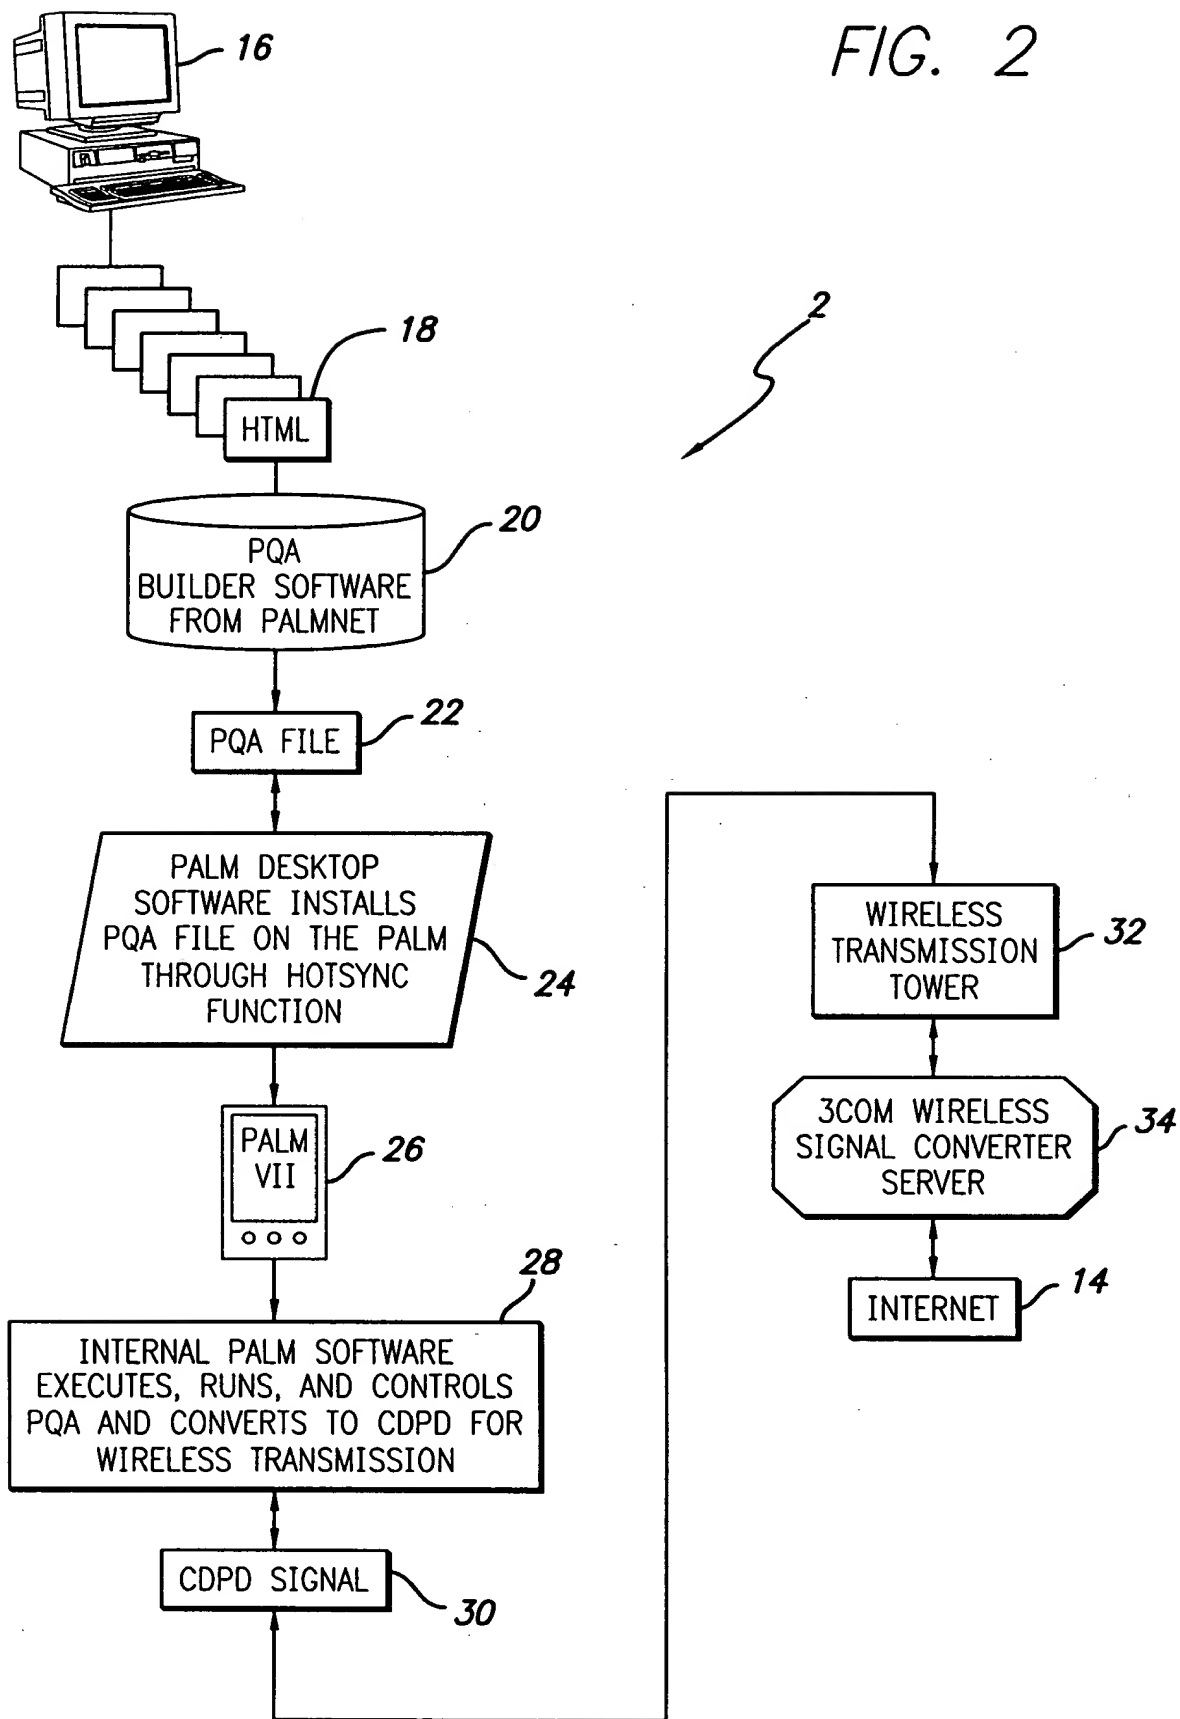 FIG. 2
16
2
18
HTML
20
PQA
BUILDER SOFTWARE
FROM PALMNET
22
PQA FILE
PALM DESKTOP
SOFTWARE INSTALLS
PQA FILE ON THE PALM
THROUGH HOTSYNC
FUNCTION
24
PALM
VII
26
28
INTERNAL PALM SOFTWARE
EXECUTES, RUNS, AND CONTROLS
PQA AND CONVERTS TO CDPD FOR
WIRELESS TRANSMISSION
CDPD SIGNAL
30
WIRELESS
TRANSMISSION
TOWER
32
3COM WIRELESS
SIGNAL CONVERTER
SERVER
34
INTERNET
14